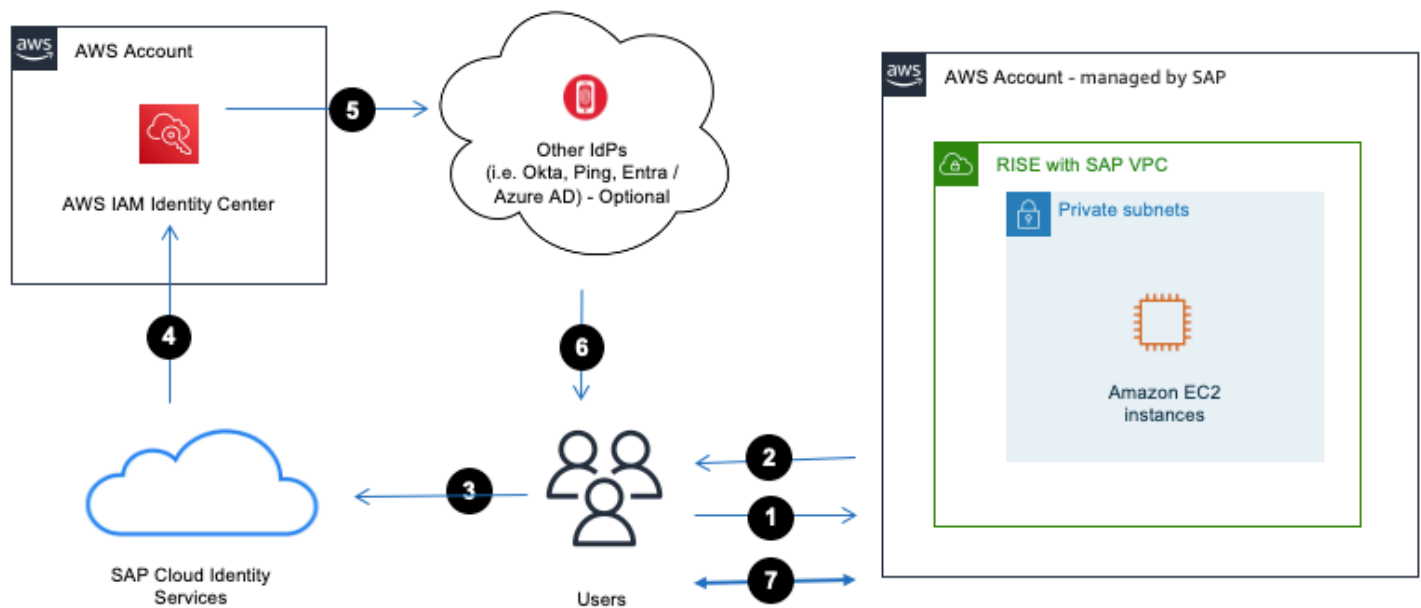 aws
AWS Account
AWS IAM Identity Center
5
Other IdPs
(i.e. Okta, Ping, Entra /
Azure AD) - Optional
aws
AWS Account - managed by SAP
RISE with SAP VPC
Private subnets
Amazon EC2
instances
4
6
2
3
1
7
SAP Cloud Identity
Services
Users